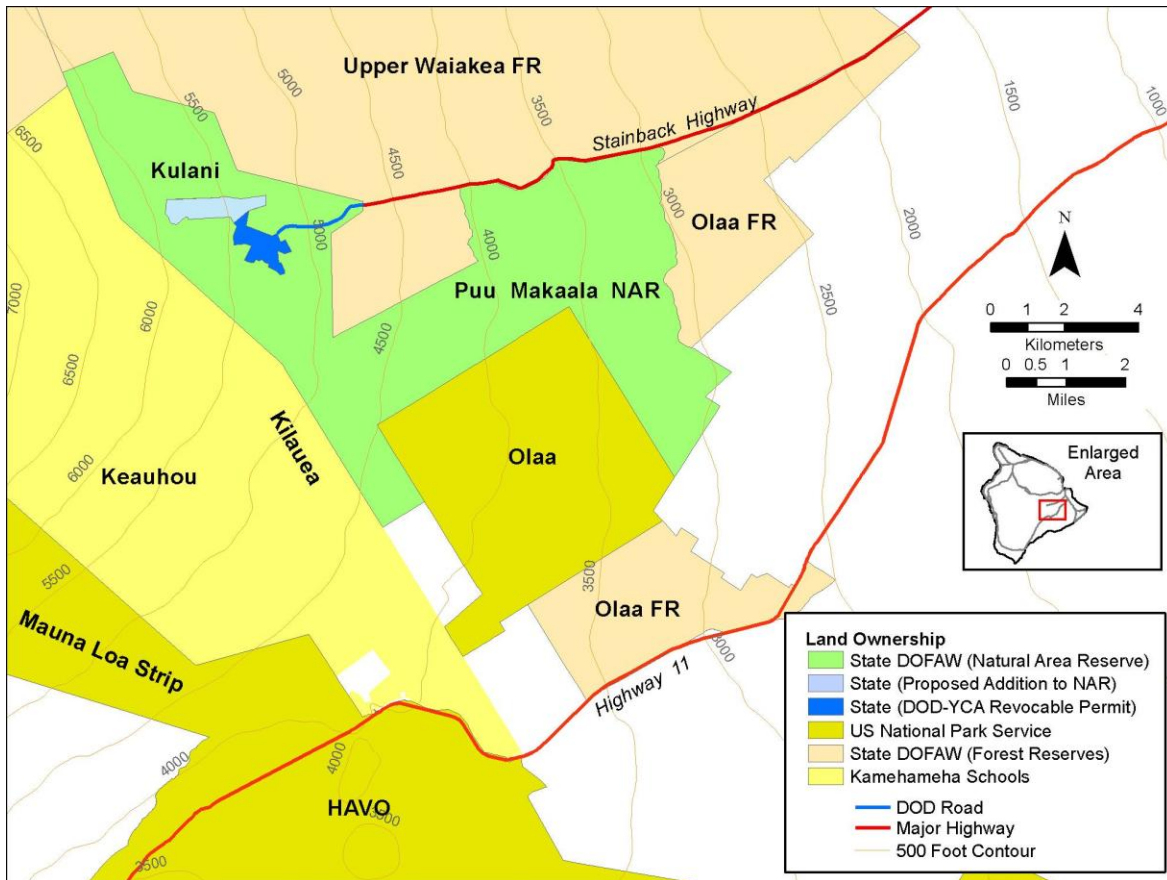 Upper Waiakea FR
5000
5500
3500
1500
1000
6500
Stainback Highway
4500
Kulani
3000
Olaa FR
2000
N
5000
4000
7000
Puu Makaala NAR
6000
2500
0 1 2 4
Kilometers
4500
6500
0 0.5 1 2
Miles
Kilauea
Olaa
Enlarged
Area
Keauhou
6000
5500
3500
Olaa FR
Mauna Loa Strip
3000
Highway 11
4000
4000
HAVO
3500
3500
Land Ownership
State DOFAW (Natural Area Reserve)
State (Proposed Addition to NAR)
State (DOD-YCA Revocable Permit)
US National Park Service
State DOFAW (Forest Reserves)
Kamehameha Schools
DOD Road
Major Highway
500 Foot Contour